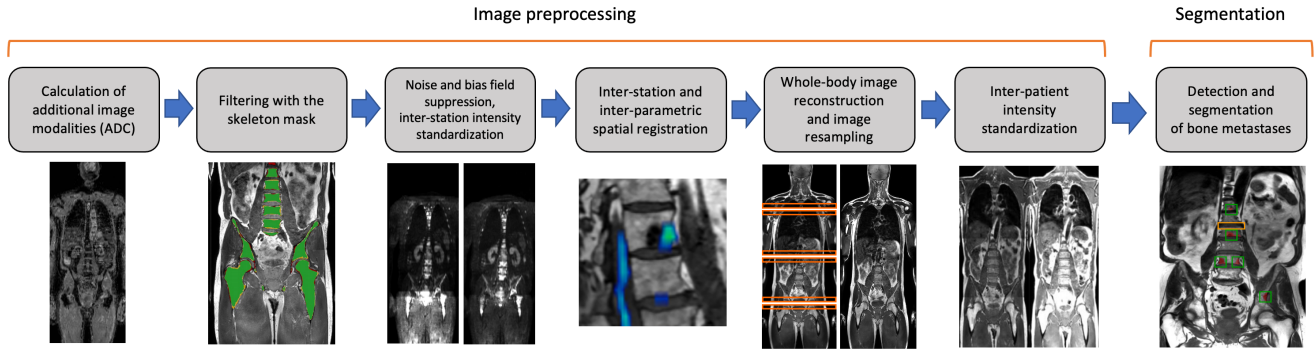 Image preprocessing
Segmentation
Calculation of
additional image
modalities (ADC)
Filtering with the
skeleton mask
Noise and bias field
suppression,
inter-station intensity
standardization
Inter-station and
inter-parametric
spatial registration
Whole-body image
reconstruction
and image
resampling
Inter-patient
intensity
standardization
Detection and
segmentation
of bone metastases